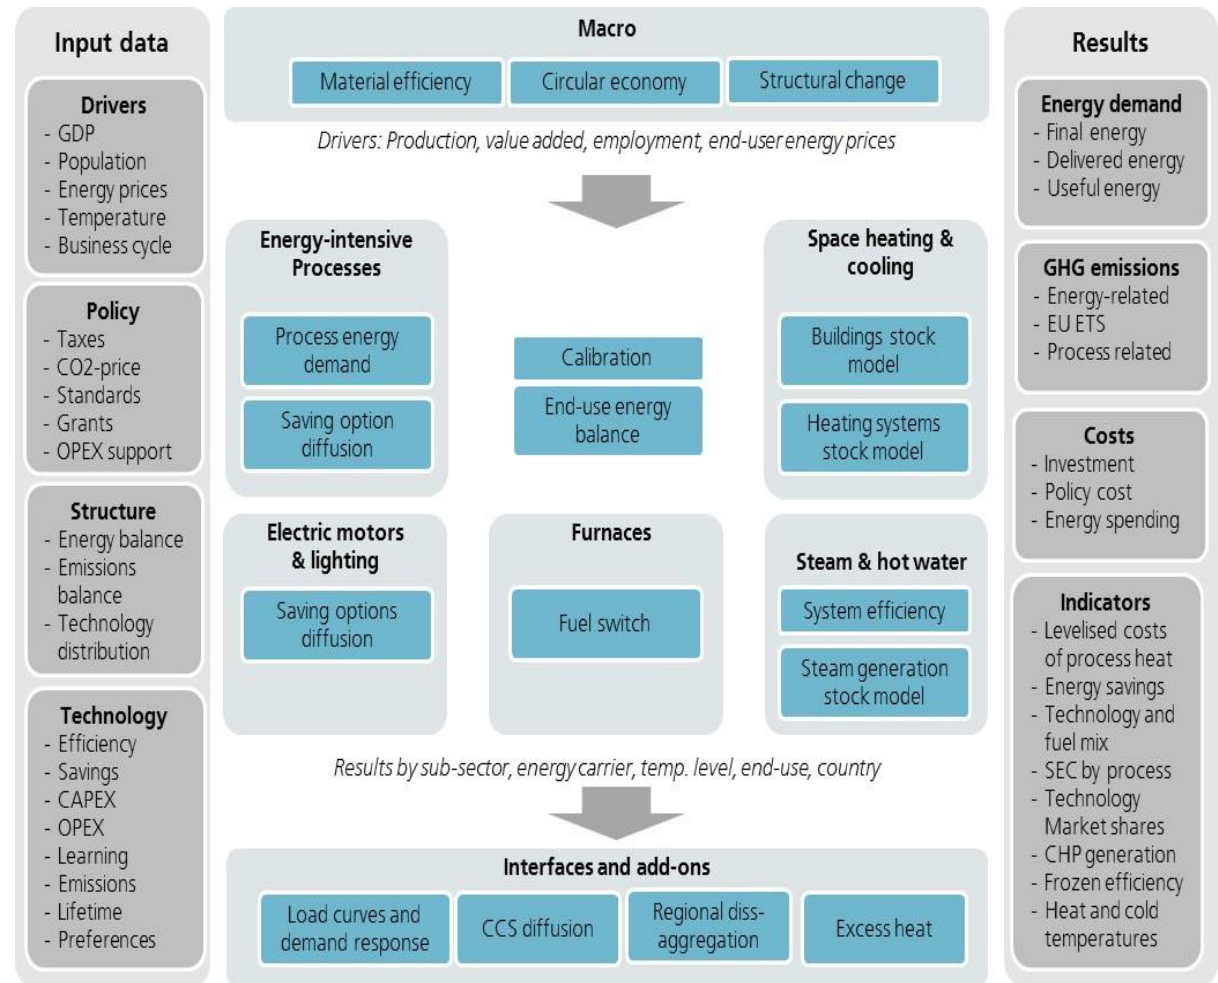 Input data
Drivers
- GDP
- Population
- Energy prices
- Temperature
- Business cycle
Policy
- Taxes
- CO2-price
- Standards
- Grants
- OPEX support
Structure
- Energy balance
- Emissions
balance
- Technology
distribution
Technology
- Efficiency
- Savings
- CAPEX
- OPEX
- Learning
- Emissions
- Lifetime
- Preferences
Macro
Material efficiency
Circular economy
Structural change
Drivers: Production, value added, employment, end-user energy prices
Energy-intensive
Processes
Process energy
demand
Saving option
diffusion
Calibration
End-use energy
balance
Space heating &
cooling
Buildings stock
model
Heating systems
stock model
Electric motors
& lighting
Saving options
diffusion
Furnaces
Fuel switch
Steam & hot water
System efficiency
Steam generation
stock model
Results by sub-sector, energy carrier, temp. level, end-use, country
Interfaces and add-ons
Load curves and
demand response
CCS diffusion
Regional diss-
aggregation
Excess heat
Results
Energy demand
- Final energy
- Delivered energy
- Useful energy
GHG emissions
- Energy-related
- EU ETS
- Process related
Costs
- Investment
- Policy cost
- Energy spending
Indicators
- Levelised costs
of process heat
- Energy savings
- Technology and
fuel mix
- SEC by process
- Technology
Market shares
- CHP generation
- Frozen efficiency
- Heat and cold
temperatures